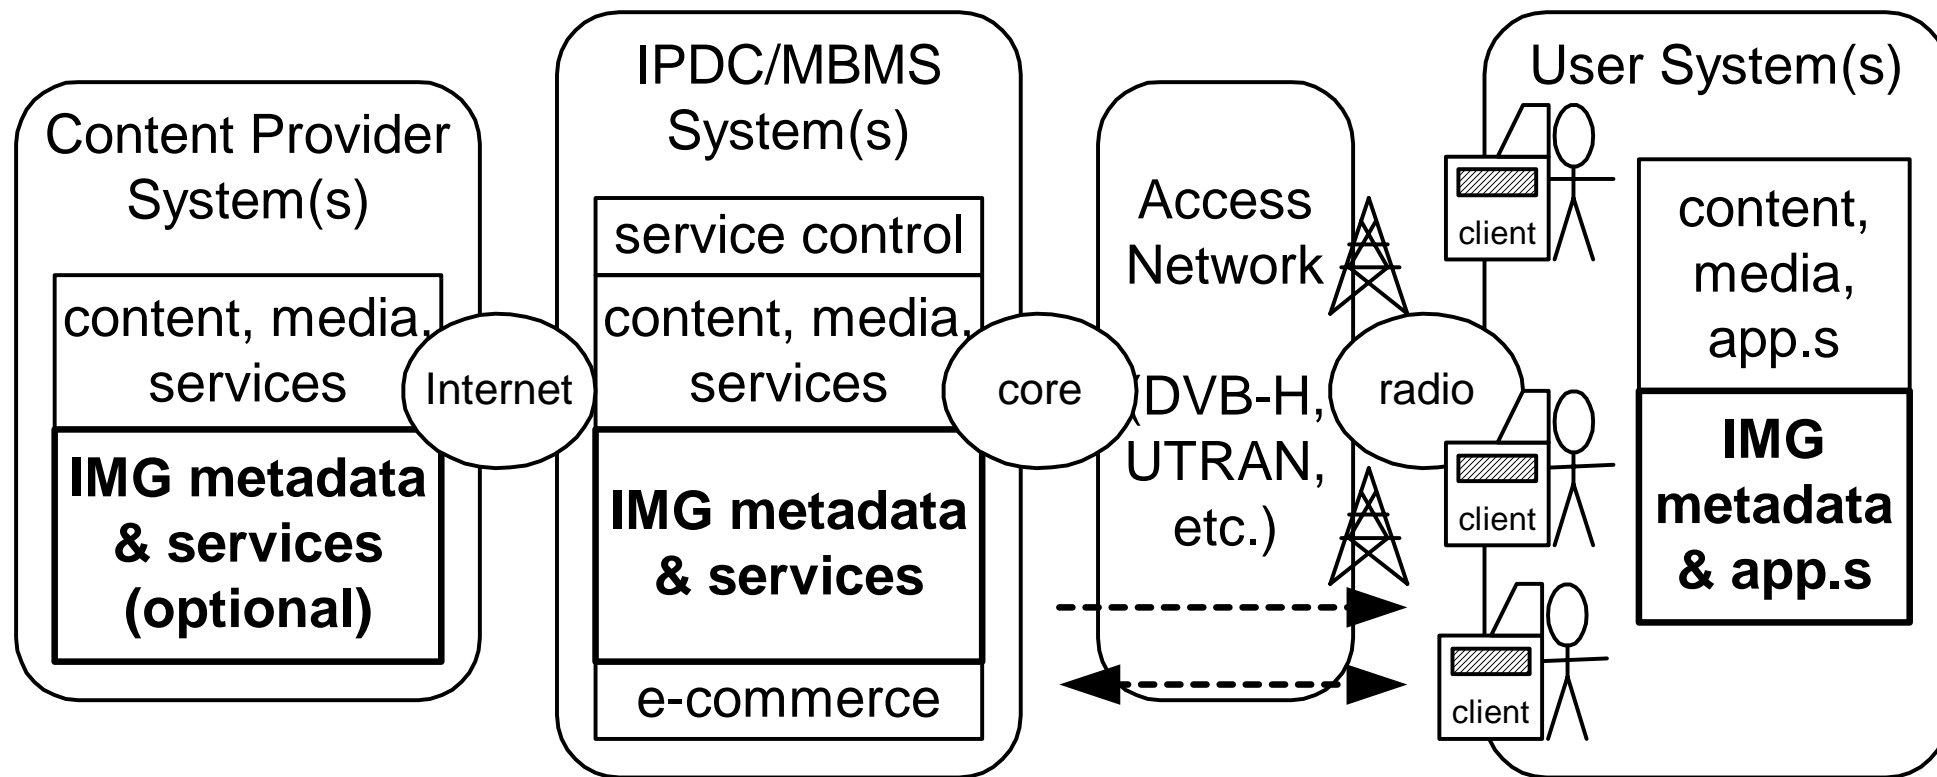 Content Provider
System(s)
content, media,
services
IMG metadata
& services
(optional)
Internet
IPDC/MBMS
System(s)
service control
content, media,
services
IMG metadata
& services
e-commerce
core
Access
Network
(DVB-H,
UTRAN,
etc.)
radio
User System(s)
client
client
client
content,
media,
app.s
IMG
metadata
& app.s